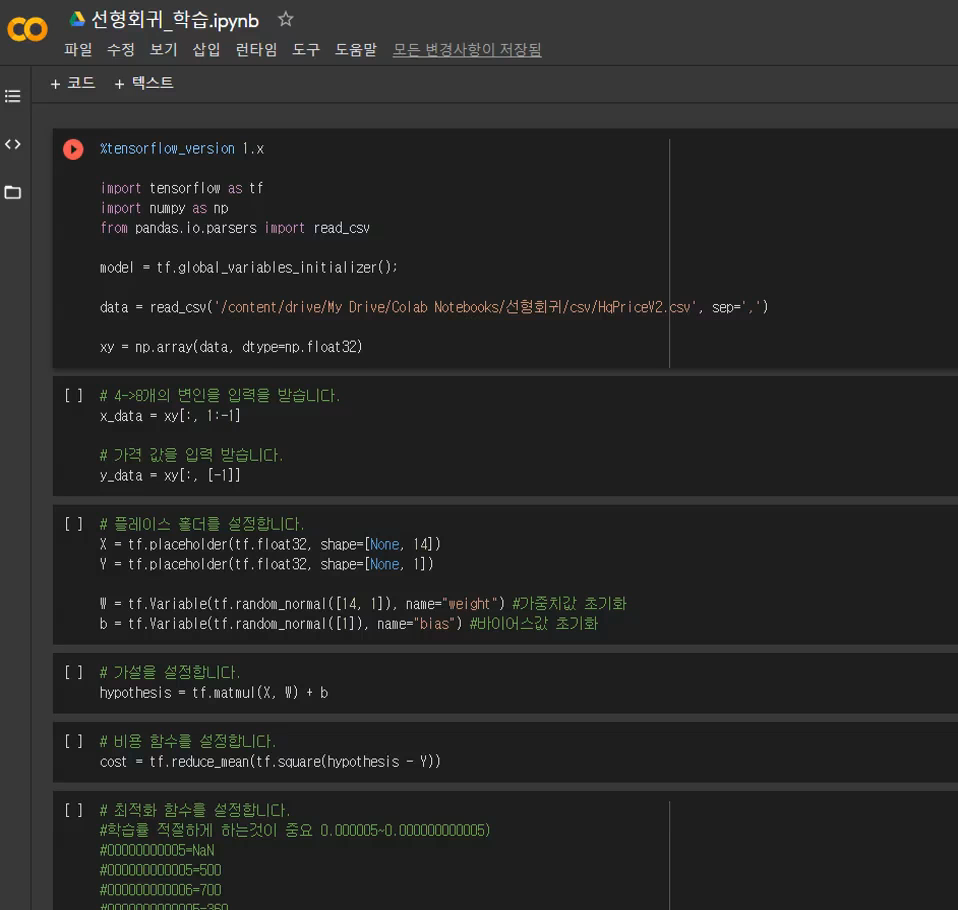 선형회귀_학습.ipynb
파일 수정 보기 삽입 런타임 도구 도움말 모든 변경사항이 저장됨
+ 코드 + 텍스트
%tensorflow_version 1.x
import tensorflow as tf
import numpy as np
from pandas.io.parsers import read_csv
model = tf.global_variables_initializer();
data = read_csv('/content/drive/My Drive/Colab Notebooks/선형회귀/csv/HqPriceV2.csv', sep=',')
xy = np.array(data, dtype=np.float32)
[ ] # 4->8개의 변인을 입력을 받습니다.
x_data = xy[:, 1:-1]
# 가격 값을 입력 받습니다.
y_data = xy[:, [-1]]
[ ] # 플레이스 홀더를 설정합니다.
X = tf.placeholder(tf.float32, shape=[None, 14])
Y = tf.placeholder(tf.float32, shape=[None, 1])
W = tf.Variable(tf.random_normal([14, 1]), name="weight") #가중치값 초기화
b = tf.Variable(tf.random_normal([1]), name="bias") #바이어스값 초기화
[ ] # 가설을 설정합니다.
hypothesis = tf.matmul(X, W) + b
[ ] # 비용 함수를 설정합니다.
cost = tf.reduce_mean(tf.square(hypothesis - Y))
[ ] # 최적화 함수를 설정합니다.
#학습률 적절하게 하는것이 중요 0.000005~0.000000000005)
#00000000005=NaN
#000000000005=500
#000000000006=700